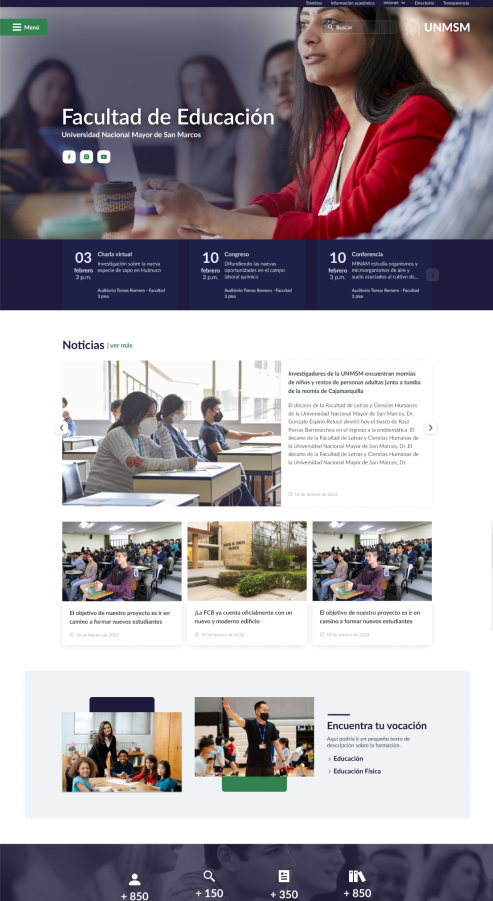 Trámites Información académica Intranet Directorio Transparencia
Menú
Buscar
UNMSM
Facultad de Educación
Universidad Nacional Mayor de San Marcos
03
febrero
3 p.m.
Charla virtual
Investigación sobre la nueva
especie de sapo en Huánuco
Auditorio Tamas Romero - Facultad
3 piso
10
febrero
3 p.m.
Congreso
Difundiendo las nuevas
oportunidades en el campo
laboral químico
Auditorio Tamas Romero - Facultad
3 piso
10
febrero
3 p.m.
Conferencia
MINAM estudia organismos y
microorganismos de aire y
suelo asociados al cultivo de...
Auditorio Tamas Romero - Facultad
3 piso
Noticias | ver más
Investigadores de la UNMSM encuentran momias
de niños y restos de personas adultas junto a tumba
de la momia de Cajamarquilla
El decano de la Facultad de Letras y Ciencias Humanas
de la Universidad Nacional Mayor de San Marcos, Dr.
Gonzalo Espino Relucé develó hoy el busto de Raúl
Porras Barrenechea en el ingreso a la emblemática .El
decano de la Facultad de Letras y Ciencias Humanas de
la Universidad Nacional Mayor de San Marcos, Dr. El
decano de la Facultad de Letras y Ciencias Humanas de
la Universidad Nacional Mayor de San Marcos, Dr.
18 de febrero de 2022
El objetivo de nuestro proyecto es ir en
camino a formar nuevos estudiantes
18 de febrero de 2022
¡La FCB ya cuenta oficialmente con un
nuevo y moderno edificio
18 de febrero de 2022
El objetivo de nuestro proyecto es ir en
camino a formar nuevos estudiantes
18 de febrero de 2022
Encuentra tu vocación
Aquí podría ir un pequeño texto de
descripción sobre la formación.
› Educación
› Educación Física
+ 850
+ 150
+ 350
+ 850